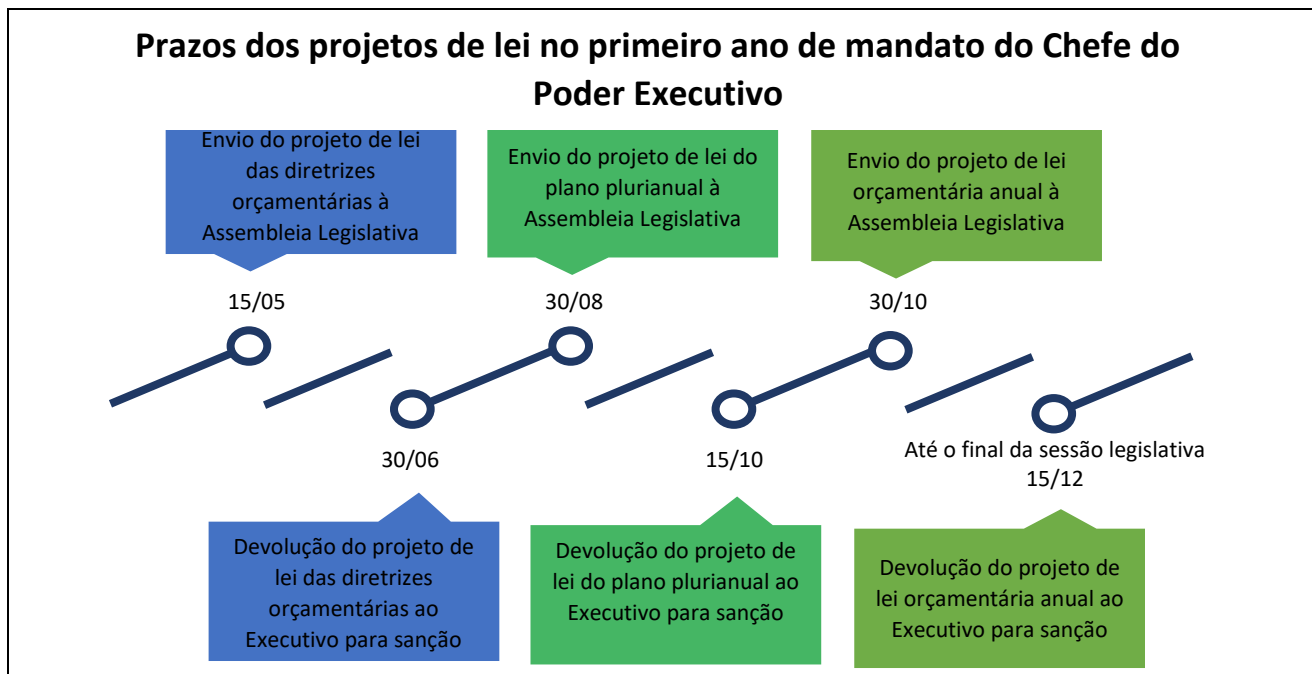 Prazos dos projetos de lei no primeiro ano de mandato do Chefe do
Poder Executivo
Envio do projeto de lei
das diretrizes
orçamentárias à
Assembleia Legislativa
Envio do projeto de lei do
plano plurianual à
Assembleia Legislativa
Envio do projeto de lei
orçamentária anual à
Assembleia Legislativa
15/05
30/08
30/10
30/06
15/10
Até o final da sessão legislativa
15/12
Devolução do projeto de
lei das diretrizes
orçamentárias ao
Executivo para sanção
Devolução do projeto de
lei do plano plurianual ao
Executivo para sanção
Devolução do projeto de
lei orçamentária anual ao
Executivo para sanção